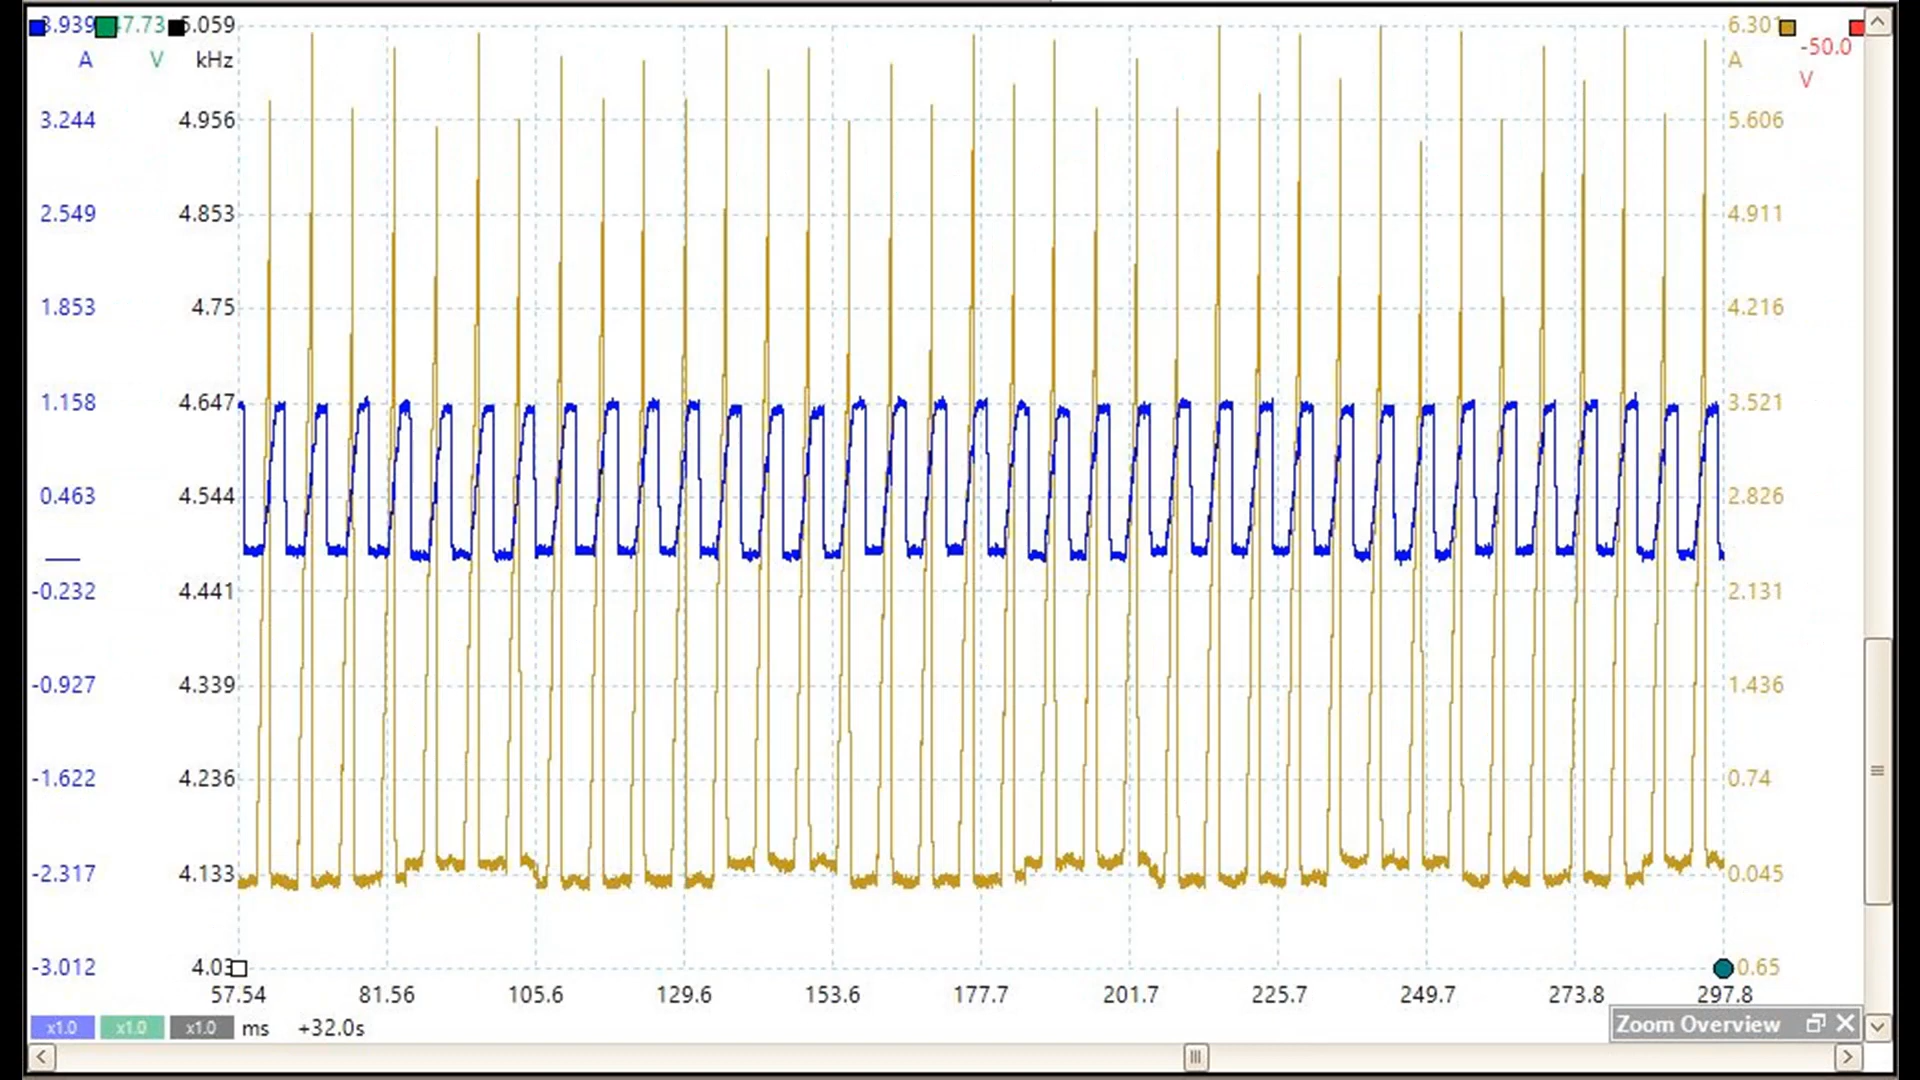 3.939 47.73 5.059 6.301
A V kHz A -50.0
V
3.244 4.956 5.606
2.549 4.853 4.911
1.853 4.75 4.216
1.158 4.647 3.521
0.463 4.544 2.826
-0.232 4.441 2.131
-0.927 4.339 1.436
-1.622 4.236 0.74
-2.317 4.133 0.045
-3.012 4.03 0.65
57.54 81.56 105.6 129.6 153.6 177.7 201.7 225.7 249.7 273.8 297.8
x1.0 x1.0 x1.0 ms +32.0s Zoom Overview